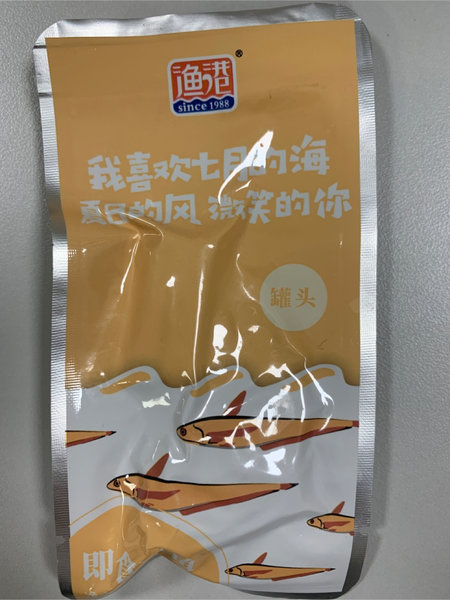 渔港
®
since 1988
我喜欢七月的海
夏日的风 微笑的你
罐头
即食